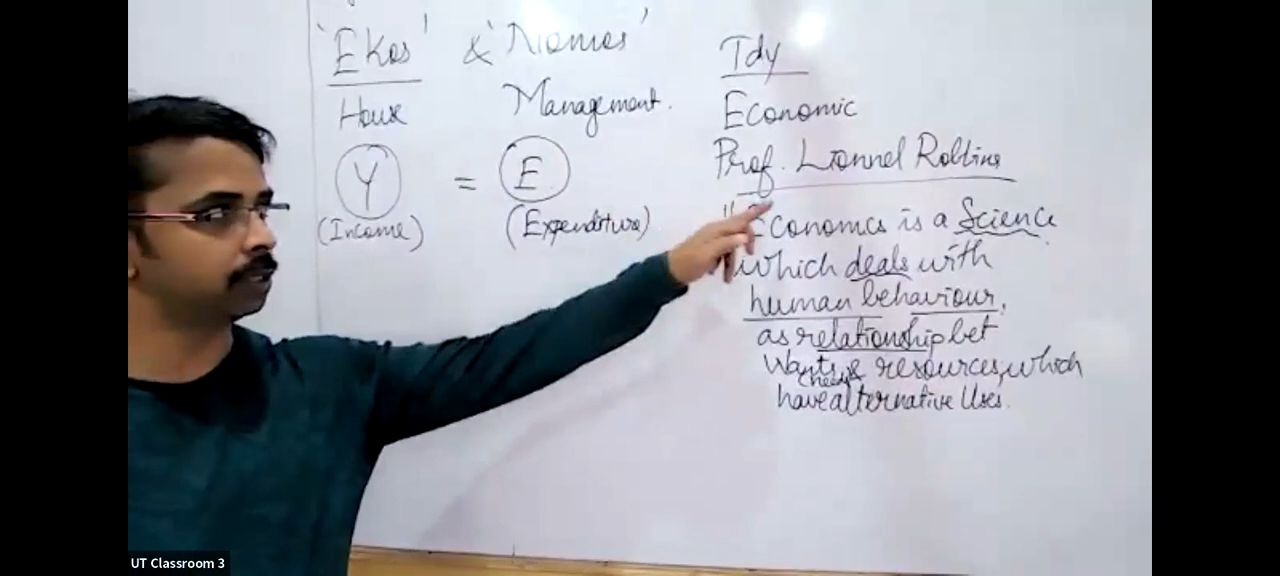 'Ekos' & 'Nomos'
House Management.
Y = E
(Income) (Expenditure)
Tdy
Economic
Prof. Lionnel Robbins
"Economics is a Science
which deals with
human behaviour,
as relationship bet
Wants & resources, which
(needs)
have alternative Uses.
UT Classroom 3